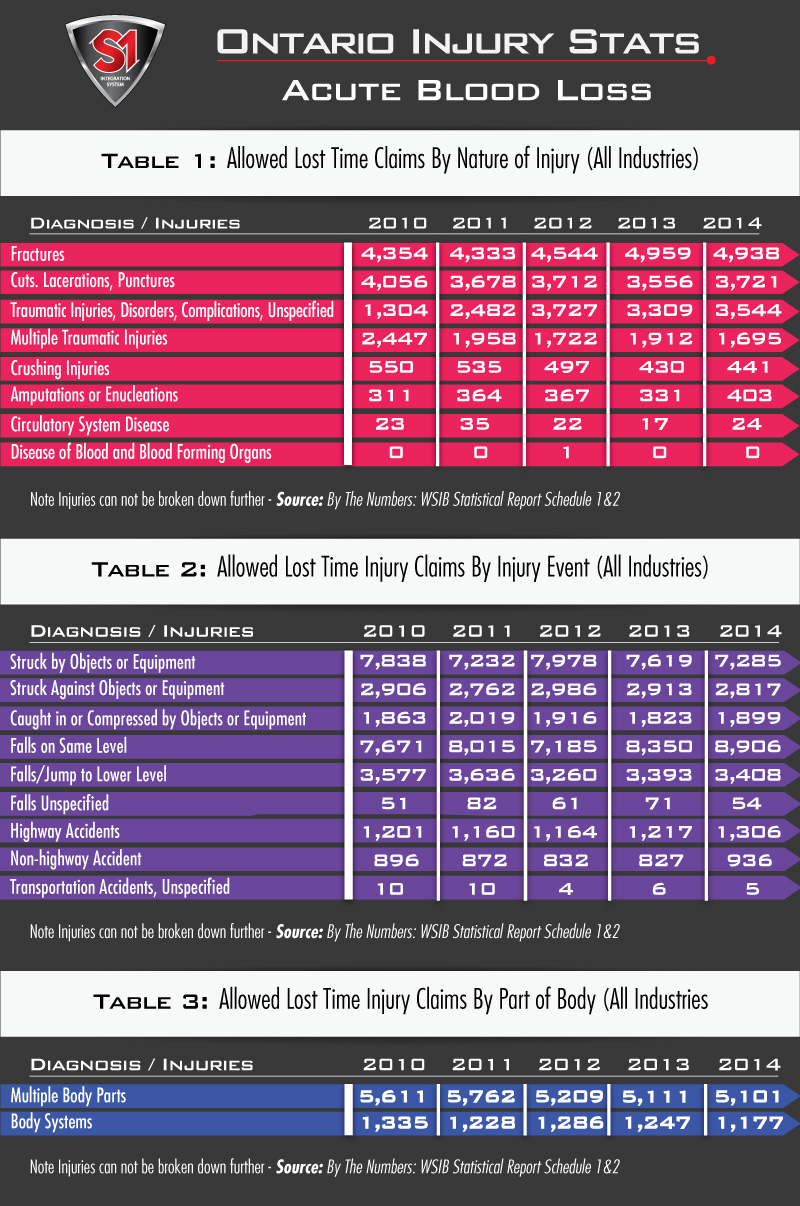 S1
INTEGRATION
SYSTEM
ONTARIO INJURY STATS
ACUTE BLOOD LOSS
TABLE 1: Allowed Lost Time Claims By Nature of Injury (All Industries)
DIAGNOSIS / INJURIES 2010 2011 2012 2013 2014
Fractures 4,354 4,333 4,544 4,959 4,938
Cuts. Lacerations, Punctures 4,056 3,678 3,712 3,556 3,721
Traumatic Injuries, Disorders, Complications, Unspecified 1,304 2,482 3,727 3,309 3,544
Multiple Traumatic Injuries 2,447 1,958 1,722 1,912 1,695
Crushing Injuries 550 535 497 430 441
Amputations or Enucleations 311 364 367 331 403
Circulatory System Disease 23 35 22 17 24
Disease of Blood and Blood Forming Organs 0 0 1 0 0
Note Injuries can not be broken down further - Source: By The Numbers: WSIB Statistical Report Schedule 1&2
TABLE 2: Allowed Lost Time Injury Claims By Injury Event (All Industries)
DIAGNOSIS / INJURIES 2010 2011 2012 2013 2014
Struck by Objects or Equipment 7,838 7,232 7,978 7,619 7,285
Struck Against Objects or Equipment 2,906 2,762 2,986 2,913 2,817
Caught in or Compressed by Objects or Equipment 1,863 2,019 1,916 1,823 1,899
Falls on Same Level 7,671 8,015 7,185 8,350 8,906
Falls/Jump to Lower Level 3,577 3,636 3,260 3,393 3,408
Falls Unspecified 51 82 61 71 54
Highway Accidents 1,201 1,160 1,164 1,217 1,306
Non-highway Accident 896 872 832 827 936
Transportation Accidents, Unspecified 10 10 4 6 5
Note Injuries can not be broken down further - Source: By The Numbers: WSIB Statistical Report Schedule 1&2
TABLE 3: Allowed Lost Time Injury Claims By Part of Body (All Industries
DIAGNOSIS / INJURIES 2010 2011 2012 2013 2014
Multiple Body Parts 5,611 5,762 5,209 5,111 5,101
Body Systems 1,335 1,228 1,286 1,247 1,177
Note Injuries can not be broken down further - Source: By The Numbers: WSIB Statistical Report Schedule 1&2